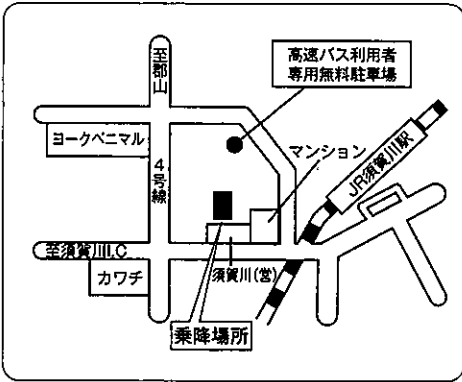 高速バス利用者
専用無料駐車場
至郡山
ヨークベニマル
マンション
JR須賀川駅
4号線
至須賀川I.C
須賀川(営)
カワチ
乗降場所